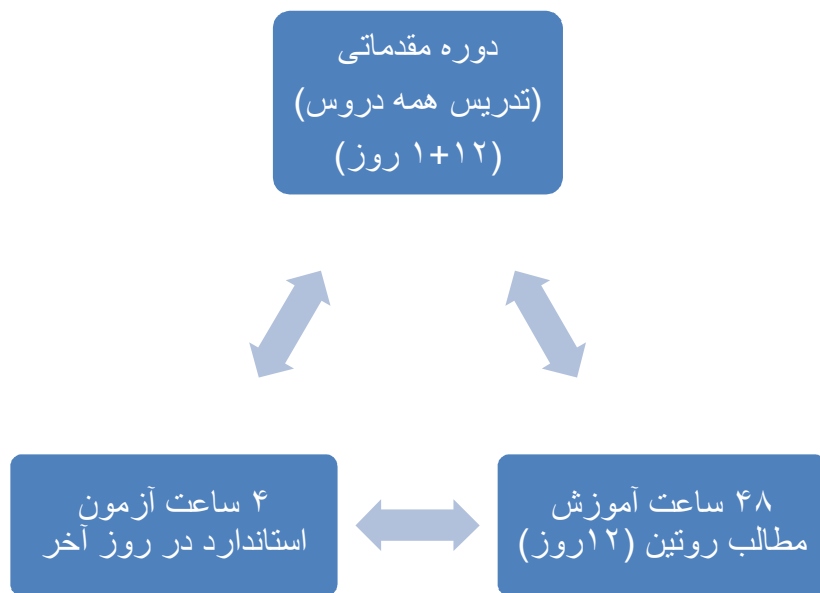 دوره مقدماتی
(تدریس همه دروس)
(۱۲+۱ روز)
۴۸ ساعت آموزش
مطالب روتین (۱۲روز)
۴ ساعت آزمون
استاندارد در روز آخر